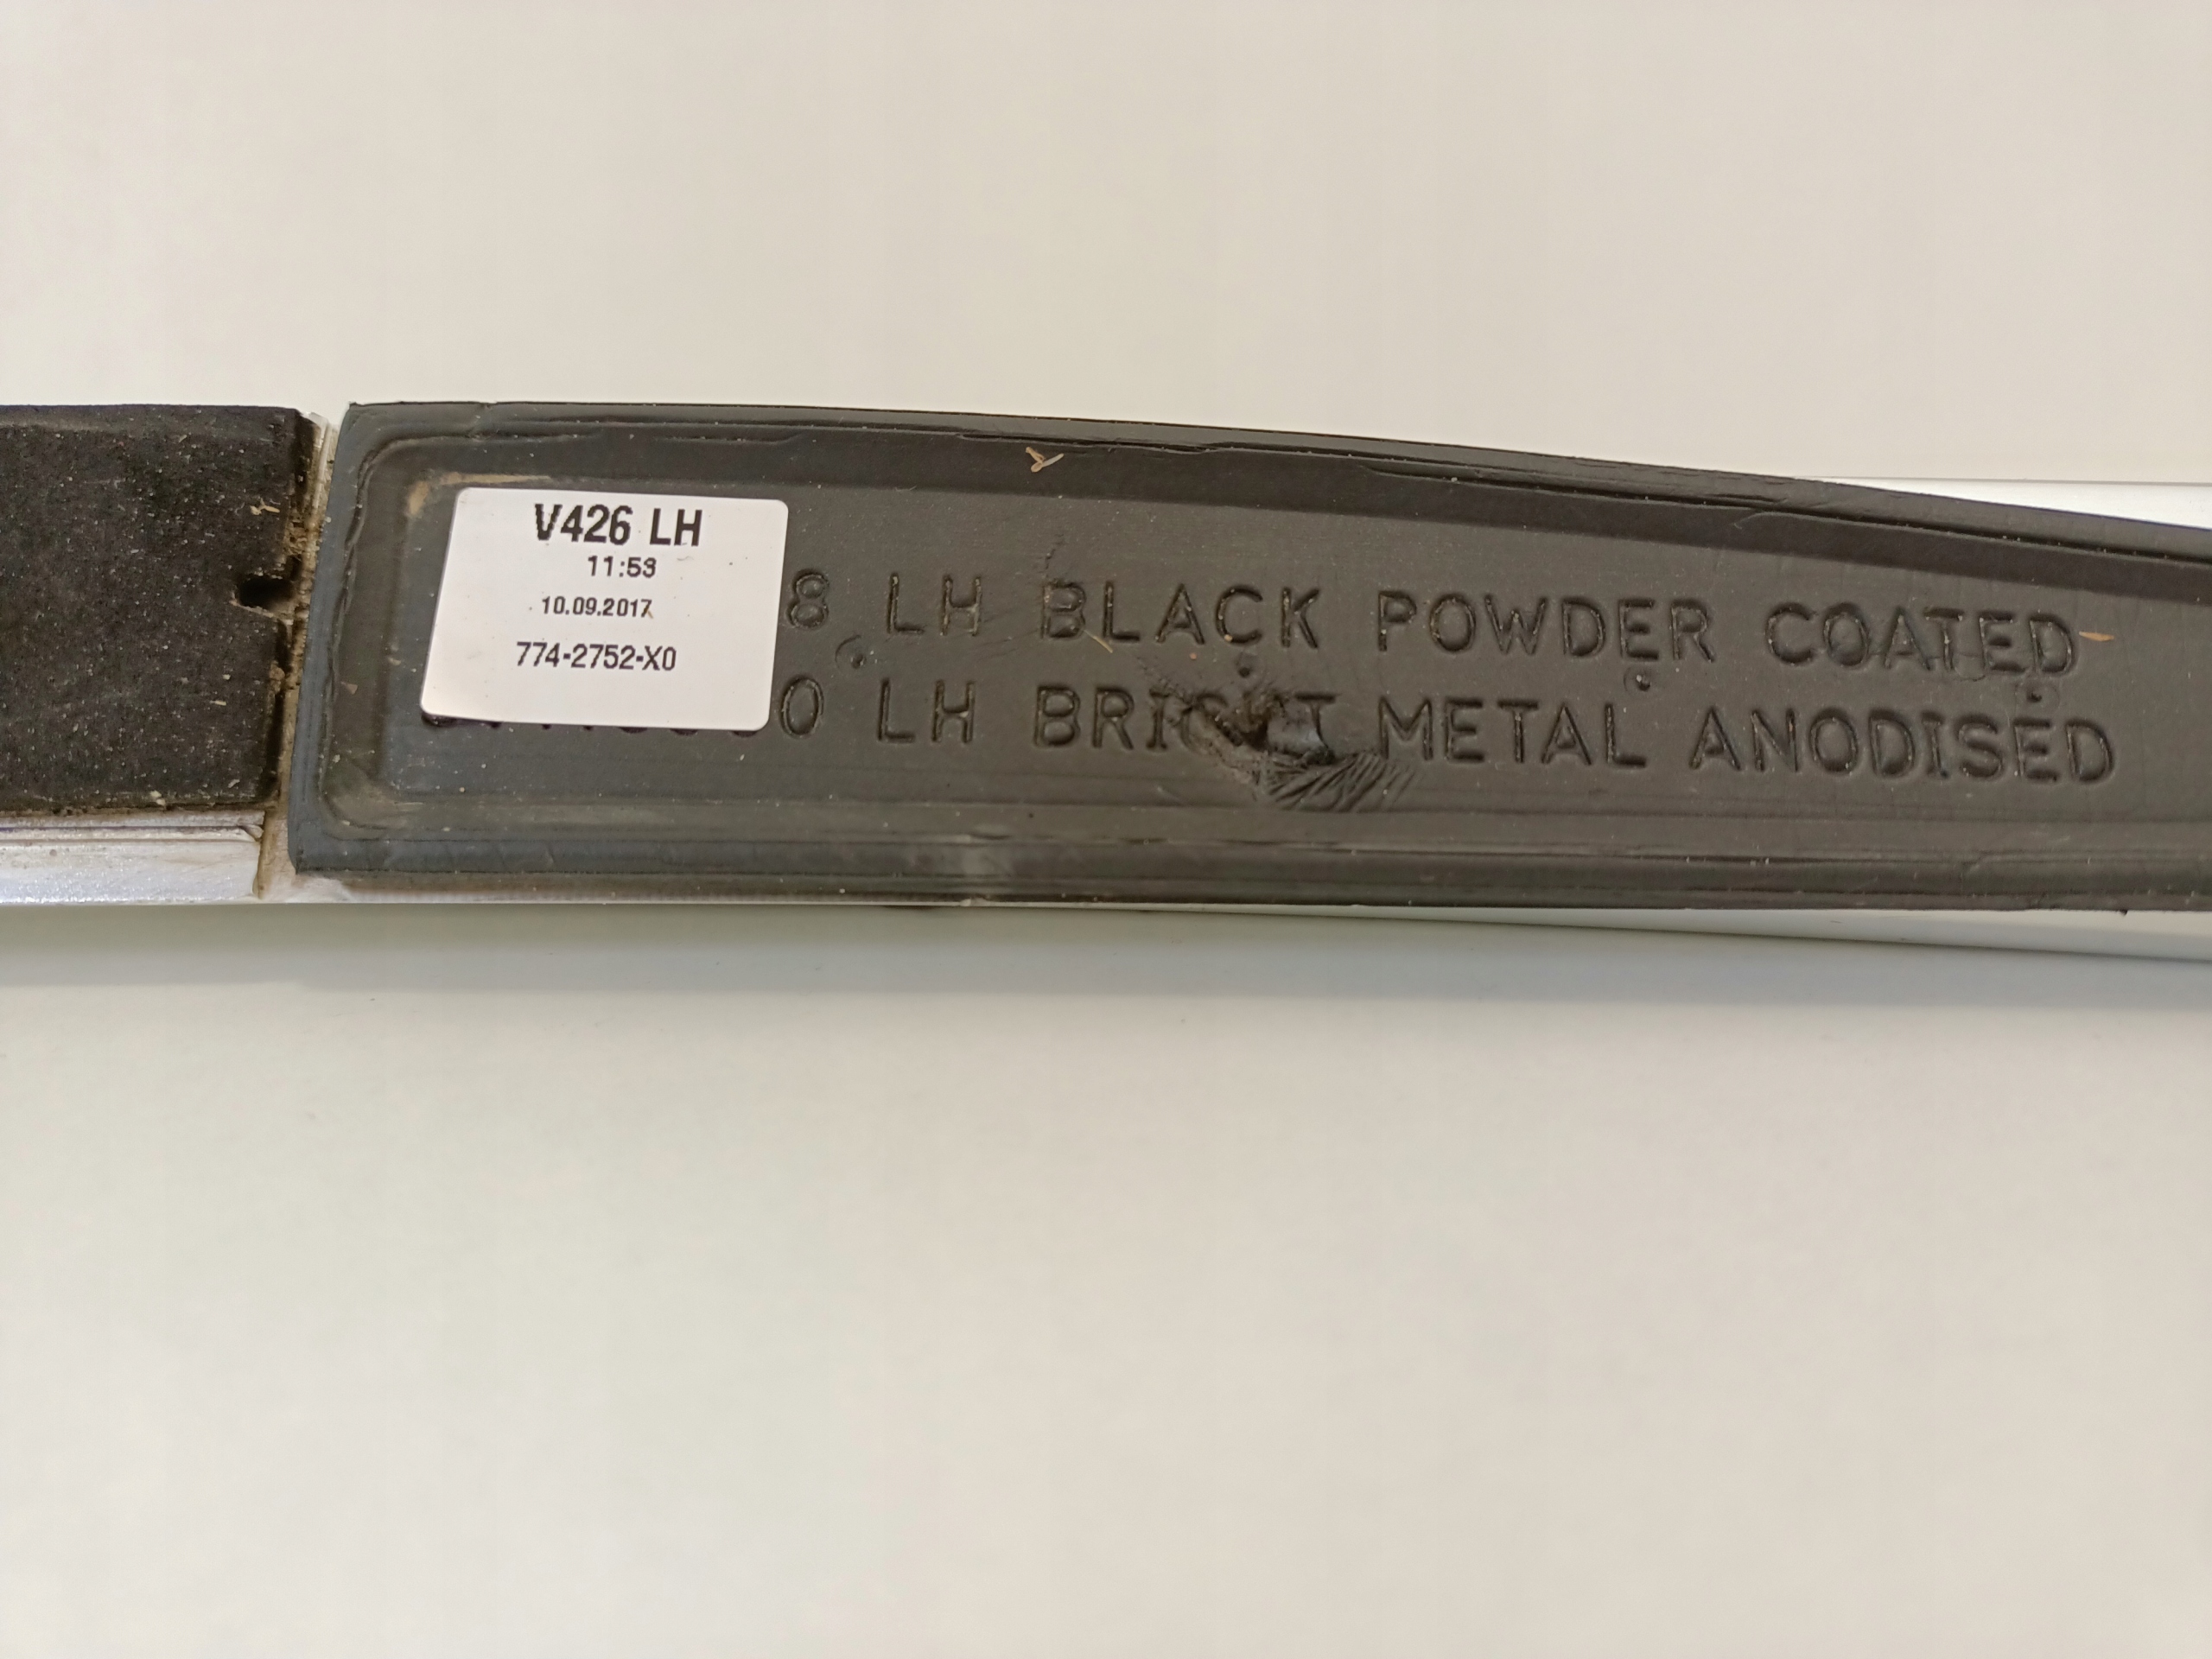 V426 LH
11:53
10.09.2017
774-2752-X0
8 LH BLACK POWDER COATED
0 LH BRIGHT METAL ANODISED